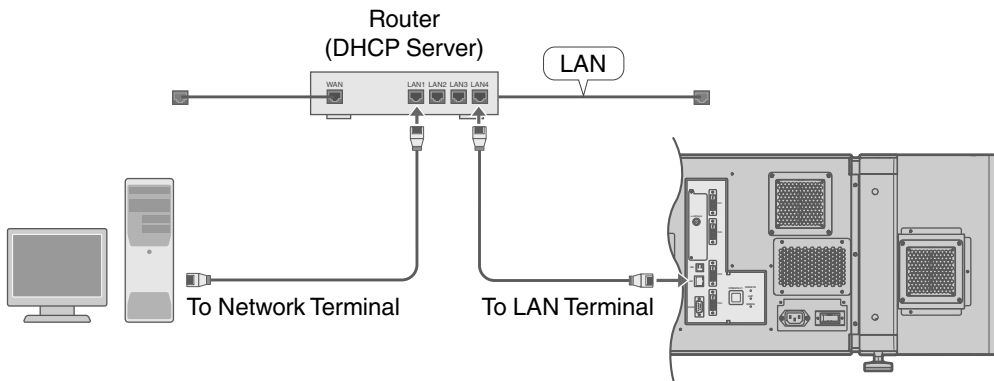 Router
(DHCP Server)
LAN
WAN
LAN1 LAN2 LAN3 LAN4
To Network Terminal
To LAN Terminal